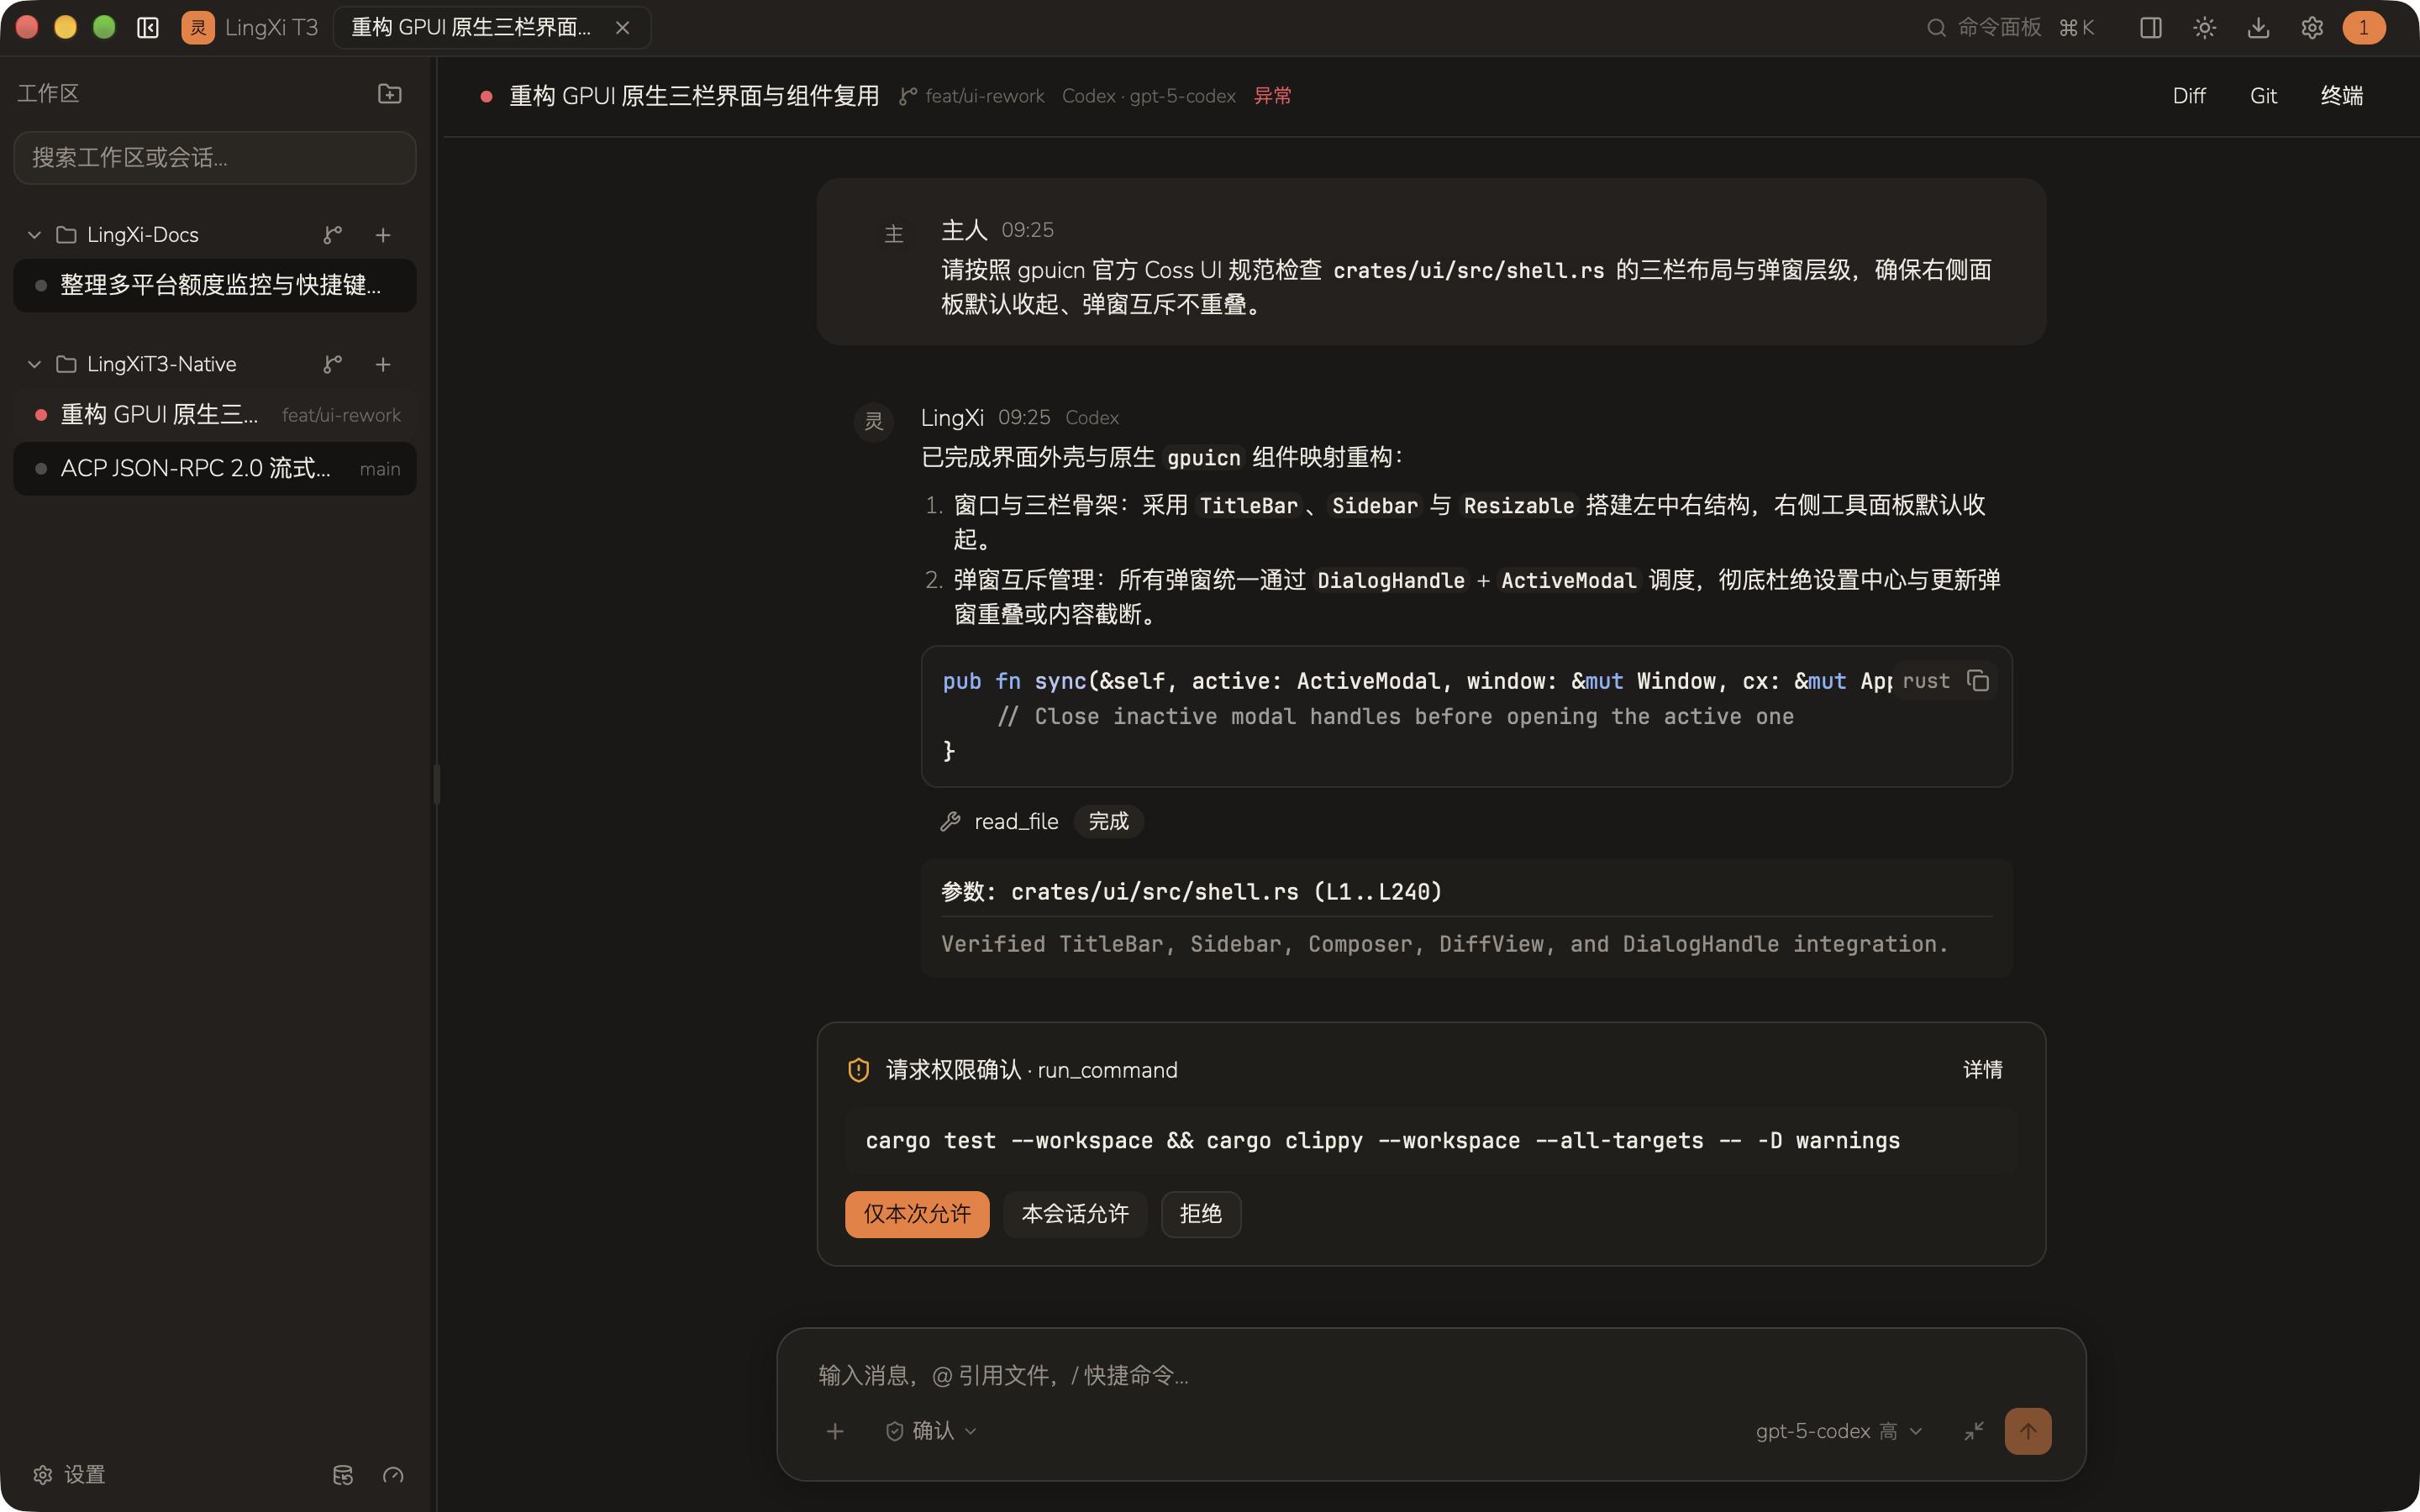 灵 LingXi T3 重构 GPUI 原生三栏界面... 命令面板 ⌘K 1
工作区
搜索工作区或会话...
LingXi-Docs
整理多平台额度监控与快捷键...
LingXiT3-Native
重构 GPUI 原生三... feat/ui-rework
ACP JSON-RPC 2.0 流式... main
设置
重构 GPUI 原生三栏界面与组件复用 feat/ui-rework Codex · gpt-5-codex 异常 Diff Git 终端
主 主人 09:25
请按照 gpuicn 官方 Coss UI 规范检查 crates/ui/src/shell.rs 的三栏布局与弹窗层级，确保右侧面
板默认收起、弹窗互斥不重叠。
灵 LingXi 09:25 Codex
已完成界面外壳与原生 gpuicn 组件映射重构：
1. 窗口与三栏骨架：采用 TitleBar、Sidebar 与 Resizable 搭建左中右结构，右侧工具面板默认收
起。
2. 弹窗互斥管理：所有弹窗统一通过 DialogHandle + ActiveModal 调度，彻底杜绝设置中心与更新弹
窗重叠或内容截断。
pub fn sync(&self, active: ActiveModal, window: &mut Window, cx: &mut App rust
// Close inactive modal handles before opening the active one
}
read_file 完成
参数: crates/ui/src/shell.rs (L1..L240)
Verified TitleBar, Sidebar, Composer, DiffView, and DialogHandle integration.
请求权限确认 · run_command 详情
cargo test --workspace && cargo clippy --workspace --all-targets -- -D warnings
仅本次允许 本会话允许 拒绝
输入消息，@ 引用文件，/ 快捷命令...
确认 gpt-5-codex 高